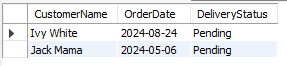 CustomerName OrderDate DeliveryStatus
Ivy White 2024-08-24 Pending
Jack Mama 2024-05-06 Pending